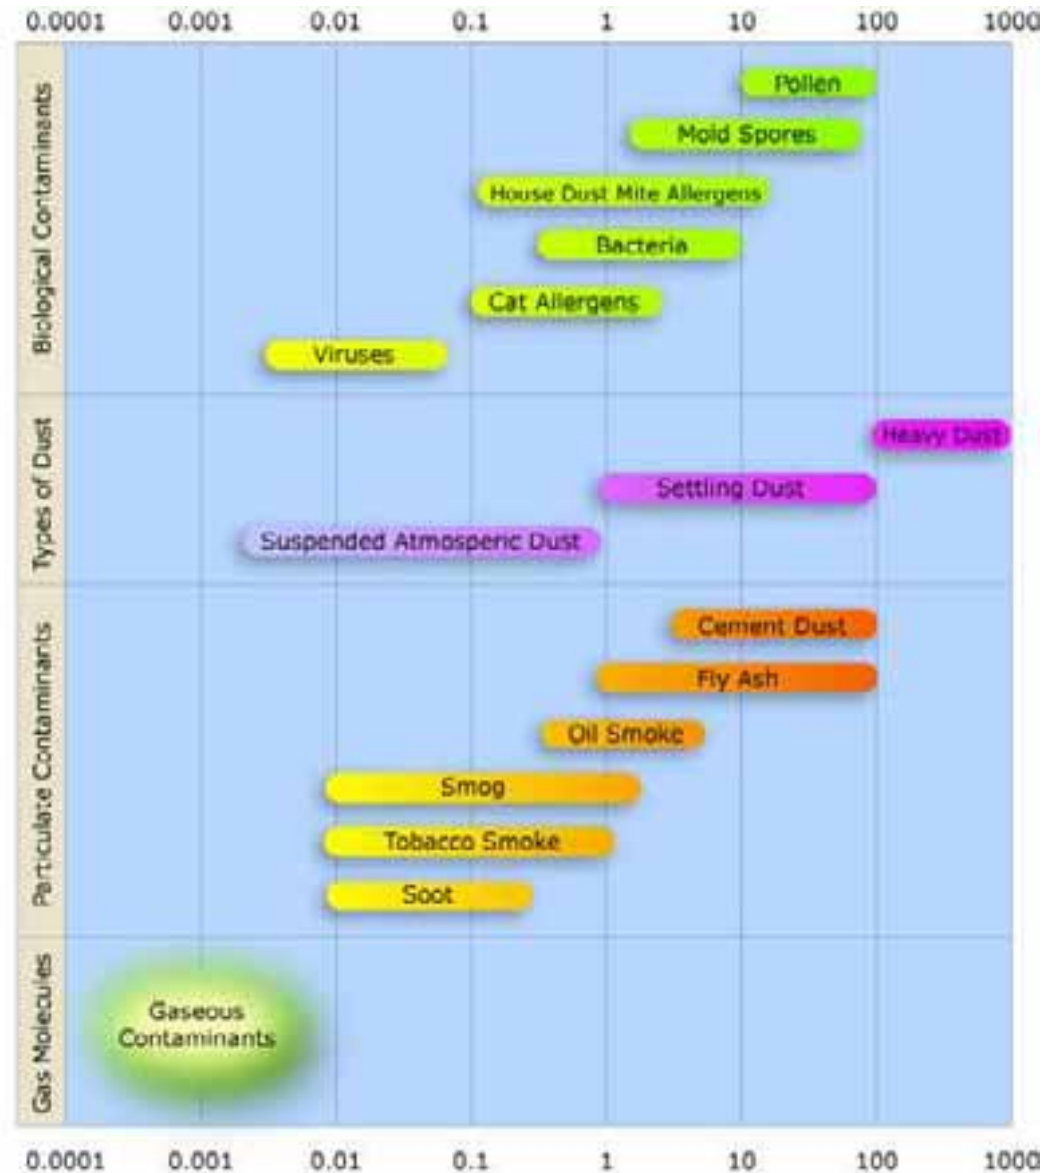 0.0001 0.001 0.01 0.1 1 10 100 1000
Biological Contaminants
Pollen
Mold Spores
House Dust Mite Allergens
Bacteria
Cat Allergens
Viruses
Types of Dust
Heavy Dust
Settling Dust
Suspended Atmosperic Dust
Particulate Contaminants
Cement Dust
Fly Ash
Oil Smoke
Smog
Tobacco Smoke
Soot
Gas Molecules
Gaseous
Contaminants
0.0001 0.001 0.01 0.1 1 10 100 1000